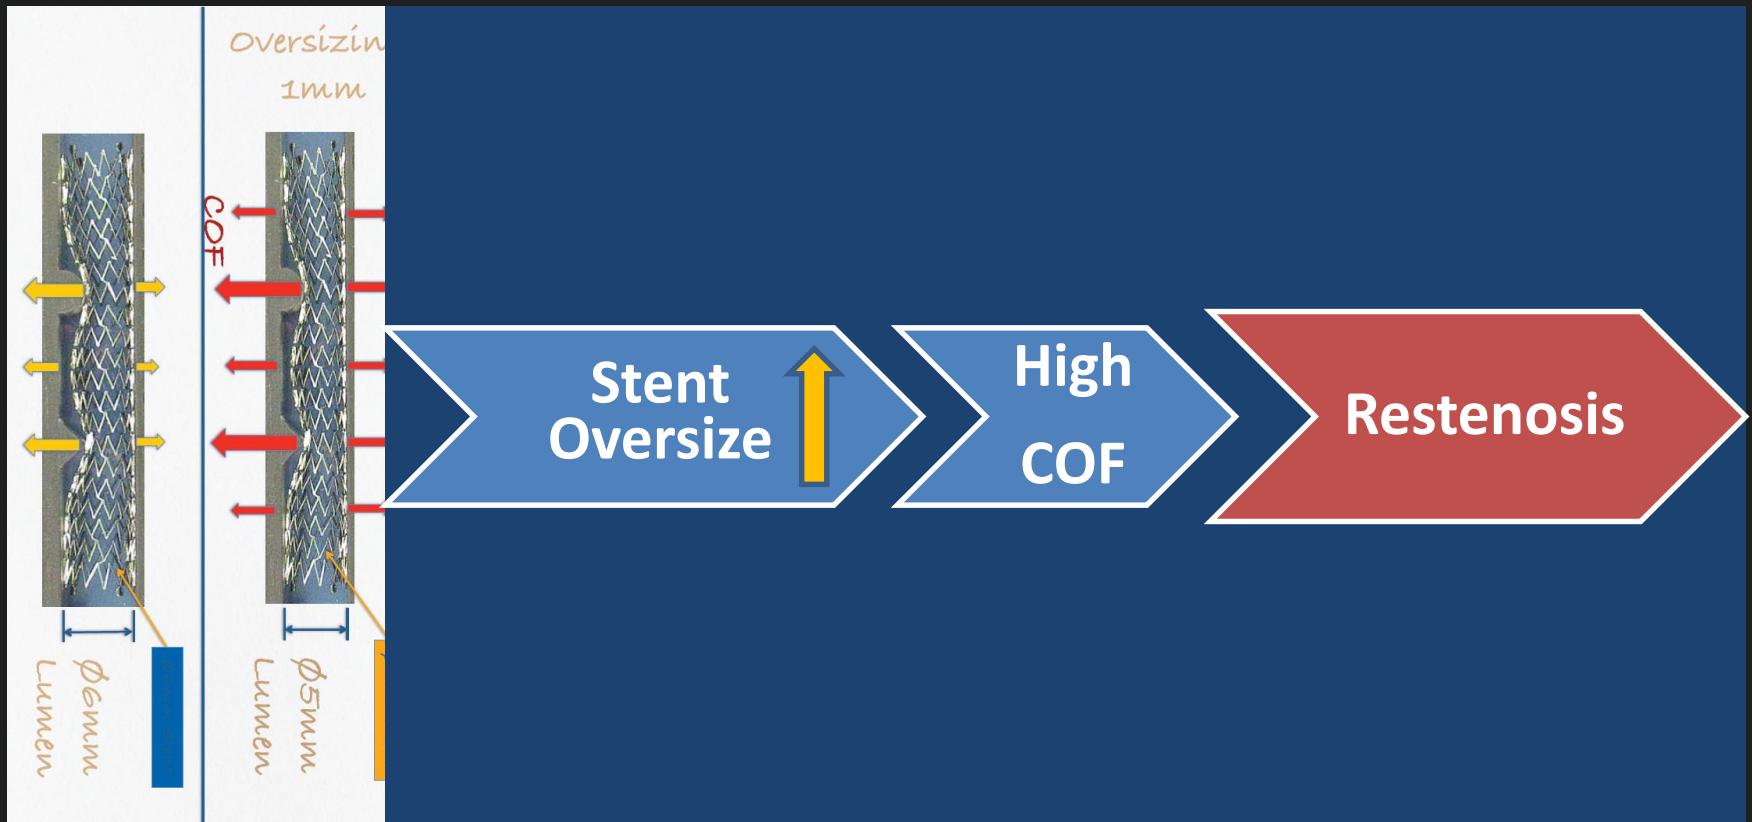 Oversizin
1mm
COF
Ø6mm
Lumen
Ø5mm
Lumen
Stent
Oversize
High
COF
Restenosis